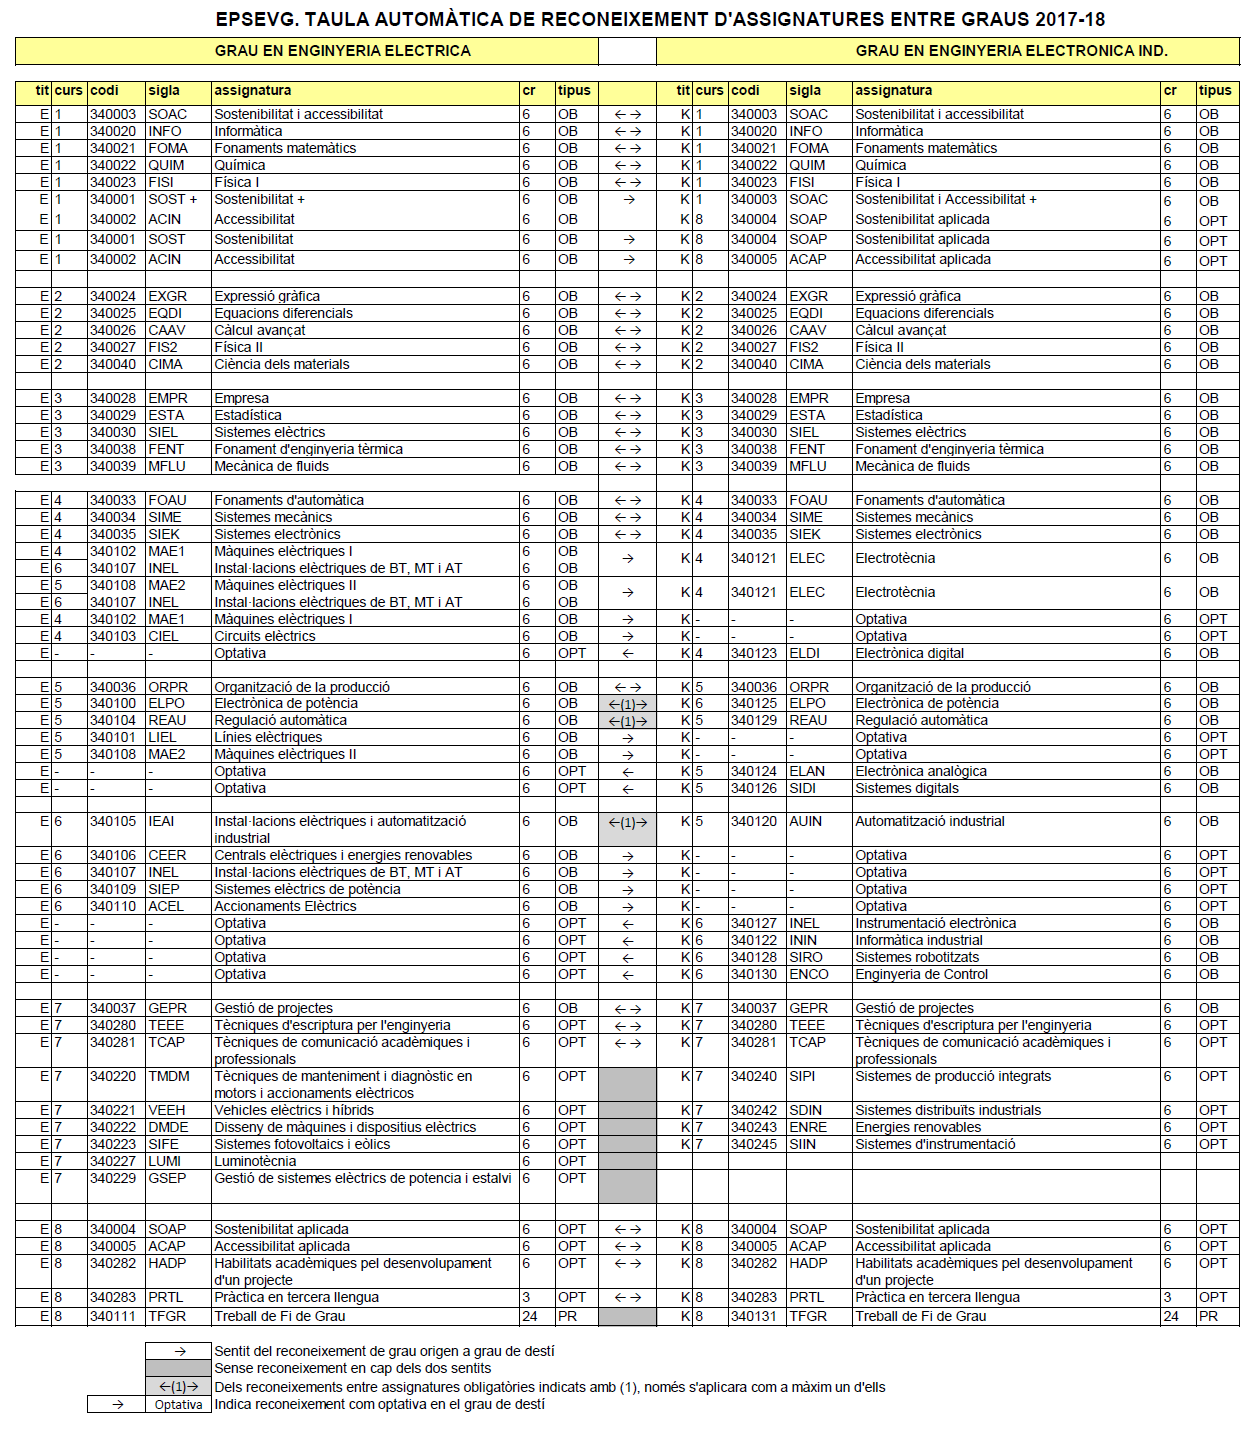 EPSEVG. TAULA AUTOMÀTICA DE RECONEIXEMENT D'ASSIGNATURES ENTRE GRAUS 2017-18
GRAU EN ENGINYERIA ELECTRICA GRAU EN ENGINYERIA ELECTRONICA IND.
tit curs codi sigla assignatura cr tipus tit curs codi sigla assignatura cr tipus
E 1 340003 SOAC Sostenibilitat i accessibilitat 6 OB ←→ K 1 340003 SOAC Sostenibilitat i accessibilitat 6 OB
E 1 340020 INFO Informàtica 6 OB ←→ K 1 340020 INFO Informàtica 6 OB
E 1 340021 FOMA Fonaments matemàtics 6 OB ←→ K 1 340021 FOMA Fonaments matemàtics 6 OB
E 1 340022 QUIM Química 6 OB ←→ K 1 340022 QUIM Química 6 OB
E 1 340023 FISI Física I 6 OB ←→ K 1 340023 FISI Física I 6 OB
E 1 340001 SOST + Sostenibilitat + 6 OB → K 1 340003 SOAC Sostenibilitat i Accessibilitat + 6 OB
E 1 340002 ACIN Accessibilitat 6 OB K 8 340004 SOAP Sostenibilitat aplicada 6 OPT
E 1 340001 SOST Sostenibilitat 6 OB → K 8 340004 SOAP Sostenibilitat aplicada 6 OPT
E 1 340002 ACIN Accessibilitat 6 OB → K 8 340005 ACAP Accessibilitat aplicada 6 OPT
E 2 340024 EXGR Expressió gràfica 6 OB ←→ K 2 340024 EXGR Expressió gràfica 6 OB
E 2 340025 EQDI Equacions diferencials 6 OB ←→ K 2 340025 EQDI Equacions diferencials 6 OB
E 2 340026 CAAV Càlcul avançat 6 OB ←→ K 2 340026 CAAV Càlcul avançat 6 OB
E 2 340027 FIS2 Física II 6 OB ←→ K 2 340027 FIS2 Física II 6 OB
E 2 340040 CIMA Ciència dels materials 6 OB ←→ K 2 340040 CIMA Ciència dels materials 6 OB
E 3 340028 EMPR Empresa 6 OB ←→ K 3 340028 EMPR Empresa 6 OB
E 3 340029 ESTA Estadística 6 OB ←→ K 3 340029 ESTA Estadística 6 OB
E 3 340030 SIEL Sistemes elèctrics 6 OB ←→ K 3 340030 SIEL Sistemes elèctrics 6 OB
E 3 340038 FENT Fonament d'enginyeria tèrmica 6 OB ←→ K 3 340038 FENT Fonament d'enginyeria tèrmica 6 OB
E 3 340039 MFLU Mecànica de fluids 6 OB ←→ K 3 340039 MFLU Mecànica de fluids 6 OB
E 4 340033 FOAU Fonaments d'automàtica 6 OB ←→ K 4 340033 FOAU Fonaments d'automàtica 6 OB
E 4 340034 SIME Sistemes mecànics 6 OB ←→ K 4 340034 SIME Sistemes mecànics 6 OB
E 4 340035 SIEK Sistemes electrònics 6 OB ←→ K 4 340035 SIEK Sistemes electrònics 6 OB
E 4 340102 MAE1 Màquines elèctriques I 6 OB → K 4 340121 ELEC Electrotècnia 6 OB
E 6 340107 INEL Instal·lacions elèctriques de BT, MT i AT 6 OB
E 5 340108 MAE2 Màquines elèctriques II 6 OB → K 4 340121 ELEC Electrotècnia 6 OB
E 6 340107 INEL Instal·lacions elèctriques de BT, MT i AT 6 OB
E 4 340102 MAE1 Màquines elèctriques I 6 OB → K - - - Optativa 6 OPT
E 4 340103 CIEL Circuits elèctrics 6 OB → K - - - Optativa 6 OPT
E - - - Optativa 6 OPT ← K 4 340123 ELDI Electrònica digital 6 OB
E 5 340036 ORPR Organització de la producció 6 OB ←→ K 5 340036 ORPR Organització de la producció 6 OB
E 5 340100 ELPO Electrònica de potència 6 OB ←(1)→ K 6 340125 ELPO Electrònica de potència 6 OB
E 5 340104 REAU Regulació automàtica 6 OB ←(1)→ K 5 340129 REAU Regulació automàtica 6 OB
E 5 340101 LIEL Línies elèctriques 6 OB → K - - - Optativa 6 OPT
E 5 340108 MAE2 Màquines elèctriques II 6 OB → K - - - Optativa 6 OPT
E - - - Optativa 6 OPT ← K 5 340124 ELAN Electrònica analògica 6 OB
E - - - Optativa 6 OPT ← K 5 340126 SIDI Sistemes digitals 6 OB
E 6 340105 IEAI Instal·lacions elèctriques i automatització 6 OB ←(1)→ K 5 340120 AUIN Automatització industrial 6 OB
industrial
E 6 340106 CEER Centrals elèctriques i energies renovables 6 OB → K - - - Optativa 6 OPT
E 6 340107 INEL Instal·lacions elèctriques de BT, MT i AT 6 OB → K - - - Optativa 6 OPT
E 6 340109 SIEP Sistemes elèctrics de potència 6 OB → K - - - Optativa 6 OPT
E 6 340110 ACEL Accionaments Elèctrics 6 OB → K - - - Optativa 6 OPT
E - - - Optativa 6 OPT ← K 6 340127 INEL Instrumentació electrònica 6 OB
E - - - Optativa 6 OPT ← K 6 340122 ININ Informàtica industrial 6 OB
E - - - Optativa 6 OPT ← K 6 340128 SIRO Sistemes robotitzats 6 OB
E - - - Optativa 6 OPT ← K 6 340130 ENCO Enginyeria de Control 6 OB
E 7 340037 GEPR Gestió de projectes 6 OB ←→ K 7 340037 GEPR Gestió de projectes 6 OB
E 7 340280 TEEE Tècniques d'escriptura per l'enginyeria 6 OPT ←→ K 7 340280 TEEE Tècniques d'escriptura per l'enginyeria 6 OPT
E 7 340281 TCAP Tècniques de comunicació acadèmiques i 6 OPT ←→ K 7 340281 TCAP Tècniques de comunicació acadèmiques i 6 OPT
professionals professionals
E 7 340220 TMDM Tècniques de manteniment i diagnòstic en 6 OPT K 7 340240 SIPI Sistemes de producció integrats 6 OPT
motors i accionaments elèctricos
E 7 340221 VEEH Vehicles elèctrics i híbrids 6 OPT K 7 340242 SDIN Sistemes distribuïts industrials 6 OPT
E 7 340222 DMDE Disseny de màquines i dispositius elèctrics 6 OPT K 7 340243 ENRE Energies renovables 6 OPT
E 7 340223 SIFE Sistemes fotovoltaics i eòlics 6 OPT K 7 340245 SIIN Sistemes d'instrumentació 6 OPT
E 7 340227 LUMI Luminotècnia 6 OPT
E 7 340229 GSEP Gestió de sistemes elèctrics de potencia i estalvi 6 OPT
E 8 340004 SOAP Sostenibilitat aplicada 6 OPT ←→ K 8 340004 SOAP Sostenibilitat aplicada 6 OPT
E 8 340005 ACAP Accessibilitat aplicada 6 OPT ←→ K 8 340005 ACAP Accessibilitat aplicada 6 OPT
E 8 340282 HADP Habilitats acadèmiques pel desenvolupament 6 OPT ←→ K 8 340282 HADP Habilitats acadèmiques pel desenvolupament 6 OPT
d'un projecte d'un projecte
E 8 340283 PRTL Pràctica en tercera llengua 3 OPT ←→ K 8 340283 PRTL Pràctica en tercera llengua 3 OPT
E 8 340111 TFGR Treball de Fi de Grau 24 PR K 8 340131 TFGR Treball de Fi de Grau 24 PR
→ Sentit del reconeixement de grau origen a grau de destí
Sense reconeixement en cap dels dos sentits
←(1)→ Dels reconeixements entre assignatures obligatòries indicats amb (1), només s'aplicara com a màxim un d'ells
→ Optativa Indica reconeixement com optativa en el grau de destí